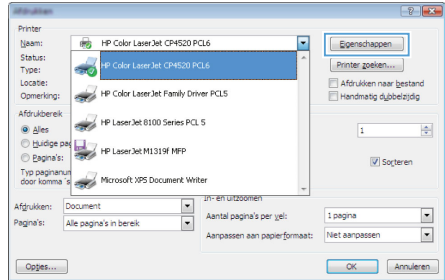 Afdrukken
Printer
Naam: HP Color LaserJet CP4520 PCL6 Eigenschappen
Status: HP Color LaserJet CP4520 PCL6 Printer zoeken...
Type:
Locatie: HP Color LaserJet Family Driver PCL5 Afdrukken naar bestand
Opmerking: Handmatig dubbelzijdig
Afdrukbereik HP LaserJet 8100 Series PCL 5
Alles 1
Huidige pag
Pagina's: HP LaserJet M1319f MFP Sorteren
Typ paginanum
door komma's Microsoft XPS Document Writer
In- en uitzoomen
Afdrukken: Document Aantal pagina's per vel: 1 pagina
Pagina's: Alle pagina's in bereik Aanpassen aan papierformaat: Niet aanpassen
Opties... OK Annuleren